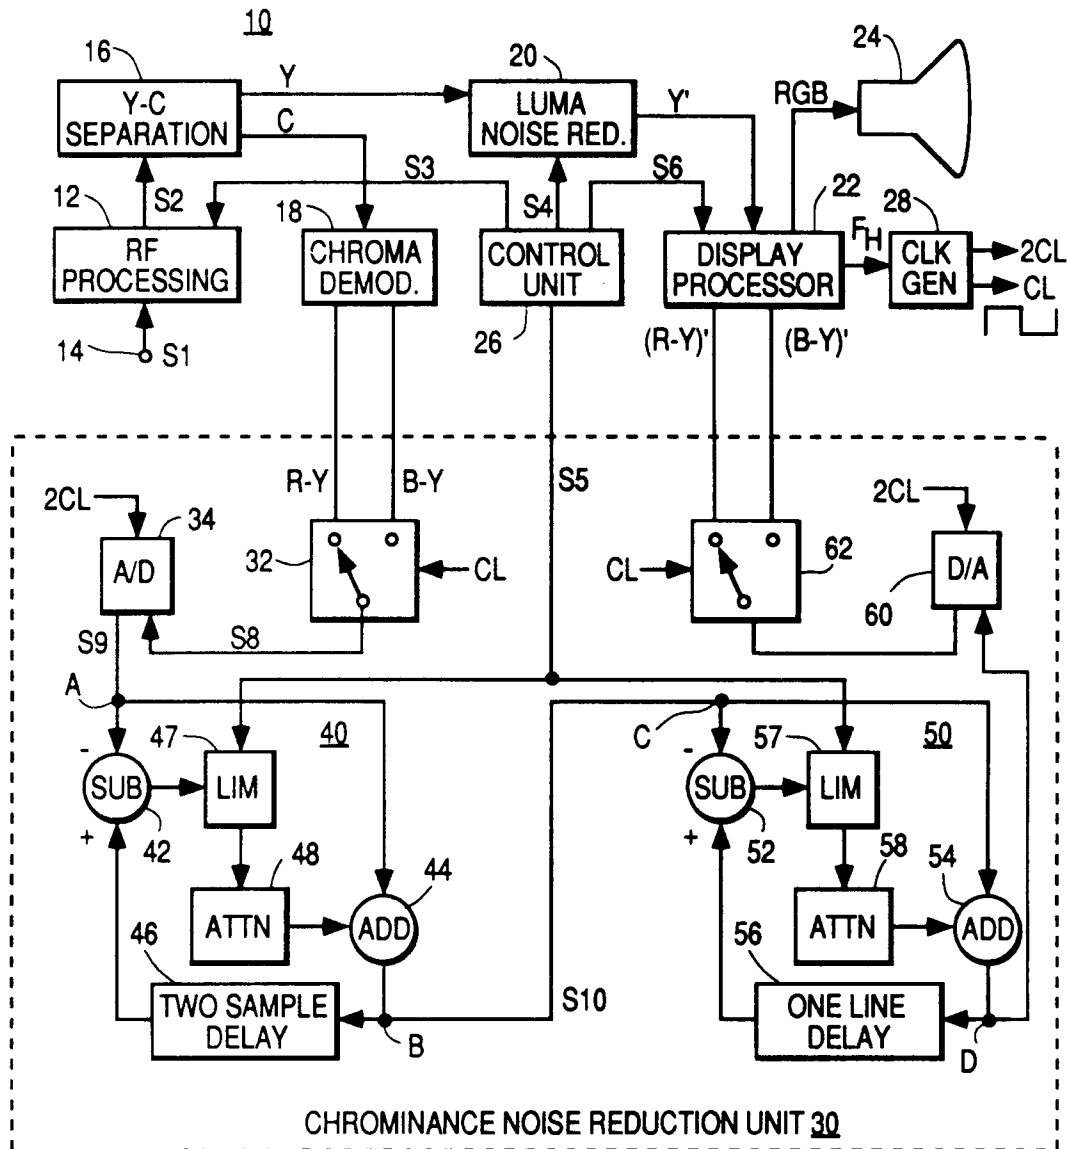 10
16
Y-C
SEPARATION
Y
C
20
LUMA
NOISE RED.
Y'
RGB
24
S3
S6
12
S2
18
S4
22
28
RF
PROCESSING
CHROMA
DEMOD.
CONTROL
UNIT
DISPLAY
PROCESSOR
FH
CLK
GEN
2CL
CL
14
S1
26
(R-Y)'
(B-Y)'
R-Y
B-Y
S5
2CL
34
A/D
32
CL
CL
62
2CL
D/A
60
S9
S8
A
-
47
40
C
-
57
50
SUB
LIM
SUB
LIM
+
42
48
44
+
52
58
54
ATTN
ADD
ATTN
ADD
46
TWO SAMPLE
DELAY
B
S10
56
ONE LINE
DELAY
D
CHROMINANCE NOISE REDUCTION UNIT 30